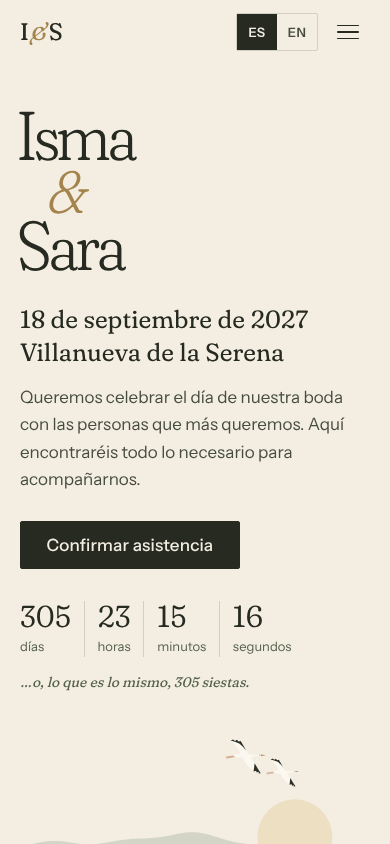 I&S
ES EN
Isma
&
Sara
18 de septiembre de 2027
Villanueva de la Serena
Queremos celebrar el día de nuestra boda
con las personas que más queremos. Aquí
encontraréis todo lo necesario para
acompañarnos.
Confirmar asistencia
305 23 15 16
días horas minutos segundos
...o, lo que es lo mismo, 305 siestas.